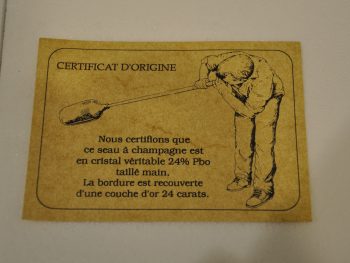 CERTIFICAT D'ORIGINE
Nous certifions que
ce seau à champagne est
en cristal véritable 24% Pbo
taillé main.
La bordure est recouverte
d'une couche d'or 24 carats.